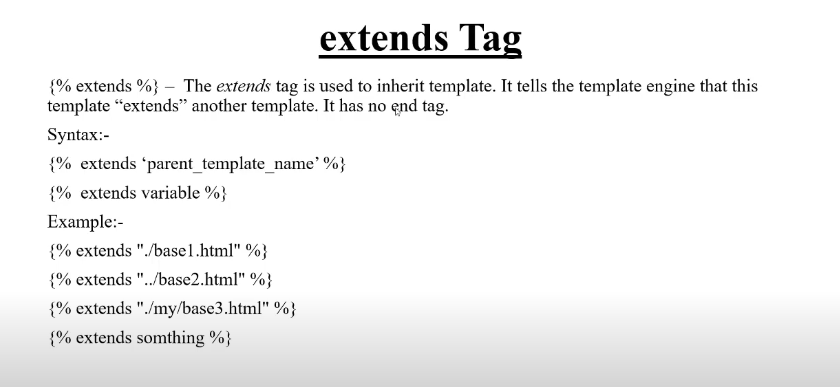 extends Tag
{% extends %} – The extends tag is used to inherit template. It tells the template engine that this
template “extends” another template. It has no end tag.
Syntax:-
{% extends ‘parent_template_name’ %}
{% extends variable %}
Example:-
{% extends "./base1.html" %}
{% extends "../base2.html" %}
{% extends "./my/base3.html" %}
{% extends somthing %}